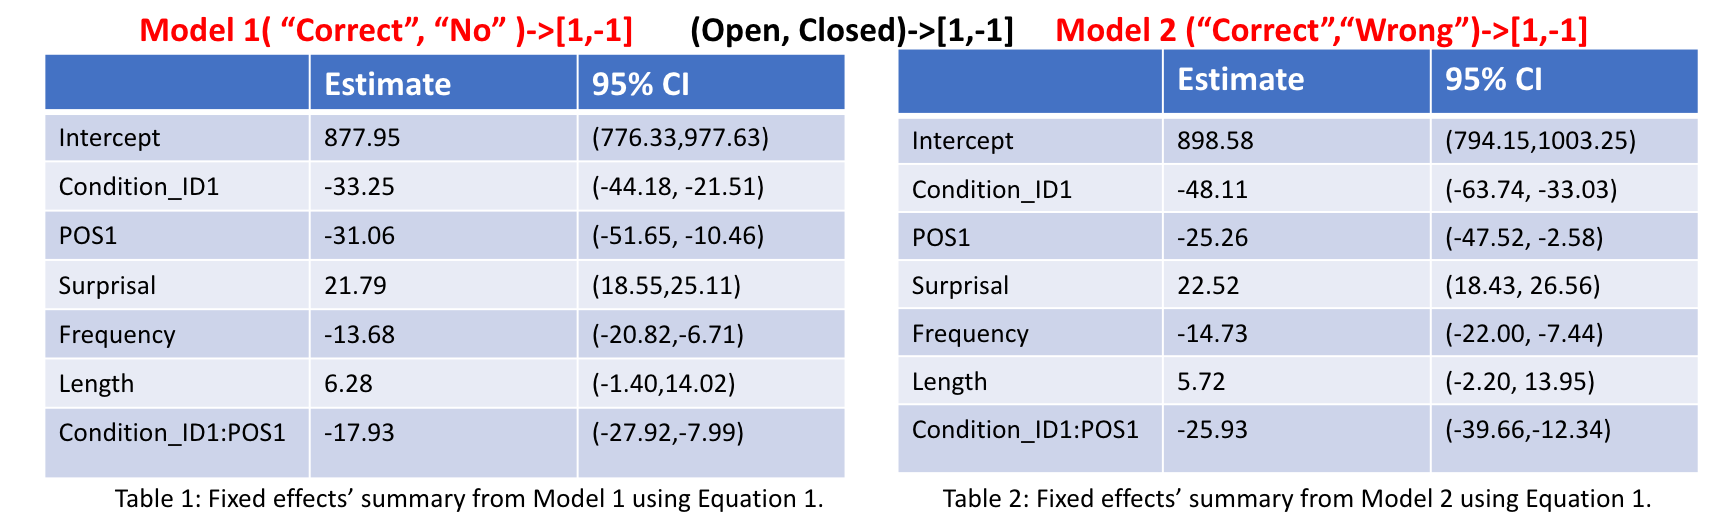 Model 1( “Correct”, “No” )->[1,-1] (Open, Closed)->[1,-1] Model 2 (“Correct”,“Wrong”)->[1,-1]
Estimate 95% CI
Intercept 877.95 (776.33,977.63)
Condition_ID1 -33.25 (-44.18, -21.51)
POS1 -31.06 (-51.65, -10.46)
Surprisal 21.79 (18.55,25.11)
Frequency -13.68 (-20.82,-6.71)
Length 6.28 (-1.40,14.02)
Condition_ID1:POS1 -17.93 (-27.92,-7.99)
Table 1: Fixed effects’ summary from Model 1 using Equation 1.
Estimate 95% CI
Intercept 898.58 (794.15,1003.25)
Condition_ID1 -48.11 (-63.74, -33.03)
POS1 -25.26 (-47.52, -2.58)
Surprisal 22.52 (18.43, 26.56)
Frequency -14.73 (-22.00, -7.44)
Length 5.72 (-2.20, 13.95)
Condition_ID1:POS1 -25.93 (-39.66,-12.34)
Table 2: Fixed effects’ summary from Model 2 using Equation 1.